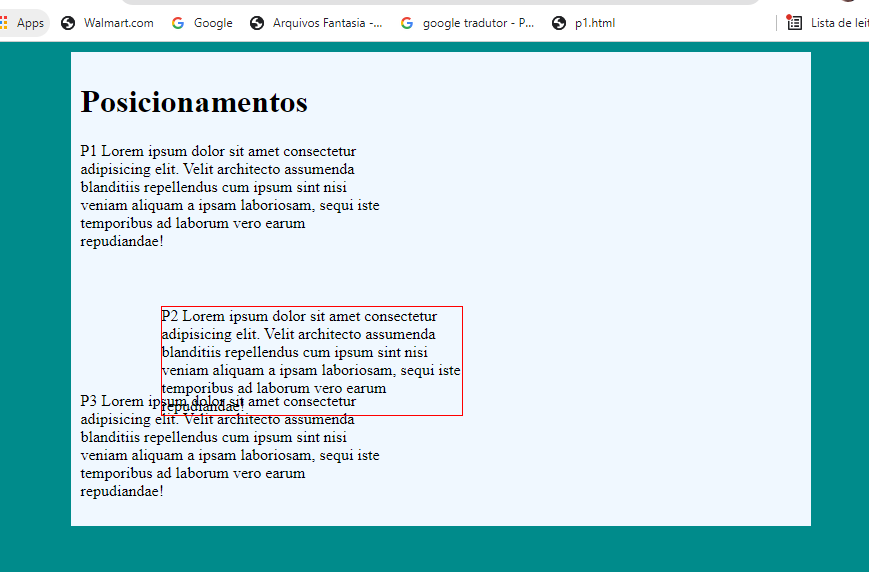 Apps Walmart.com Google Arquivos Fantasia -... google tradutor - P... p1.html Lista de leit
Posicionamentos
P1 Lorem ipsum dolor sit amet consectetur
adipisicing elit. Velit architecto assumenda
blanditiis repellendus cum ipsum sint nisi
veniam aliquam a ipsam laboriosam, sequi iste
temporibus ad laborum vero earum
repudiandae!
P2 Lorem ipsum dolor sit amet consectetur
adipisicing elit. Velit architecto assumenda
blanditiis repellendus cum ipsum sint nisi
veniam aliquam a ipsam laboriosam, sequi iste
temporibus ad laborum vero earum
repudiandae!
P3 Lorem ipsum dolor sit amet consectetur
adipisicing elit. Velit architecto assumenda
blanditiis repellendus cum ipsum sint nisi
veniam aliquam a ipsam laboriosam, sequi iste
temporibus ad laborum vero earum
repudiandae!